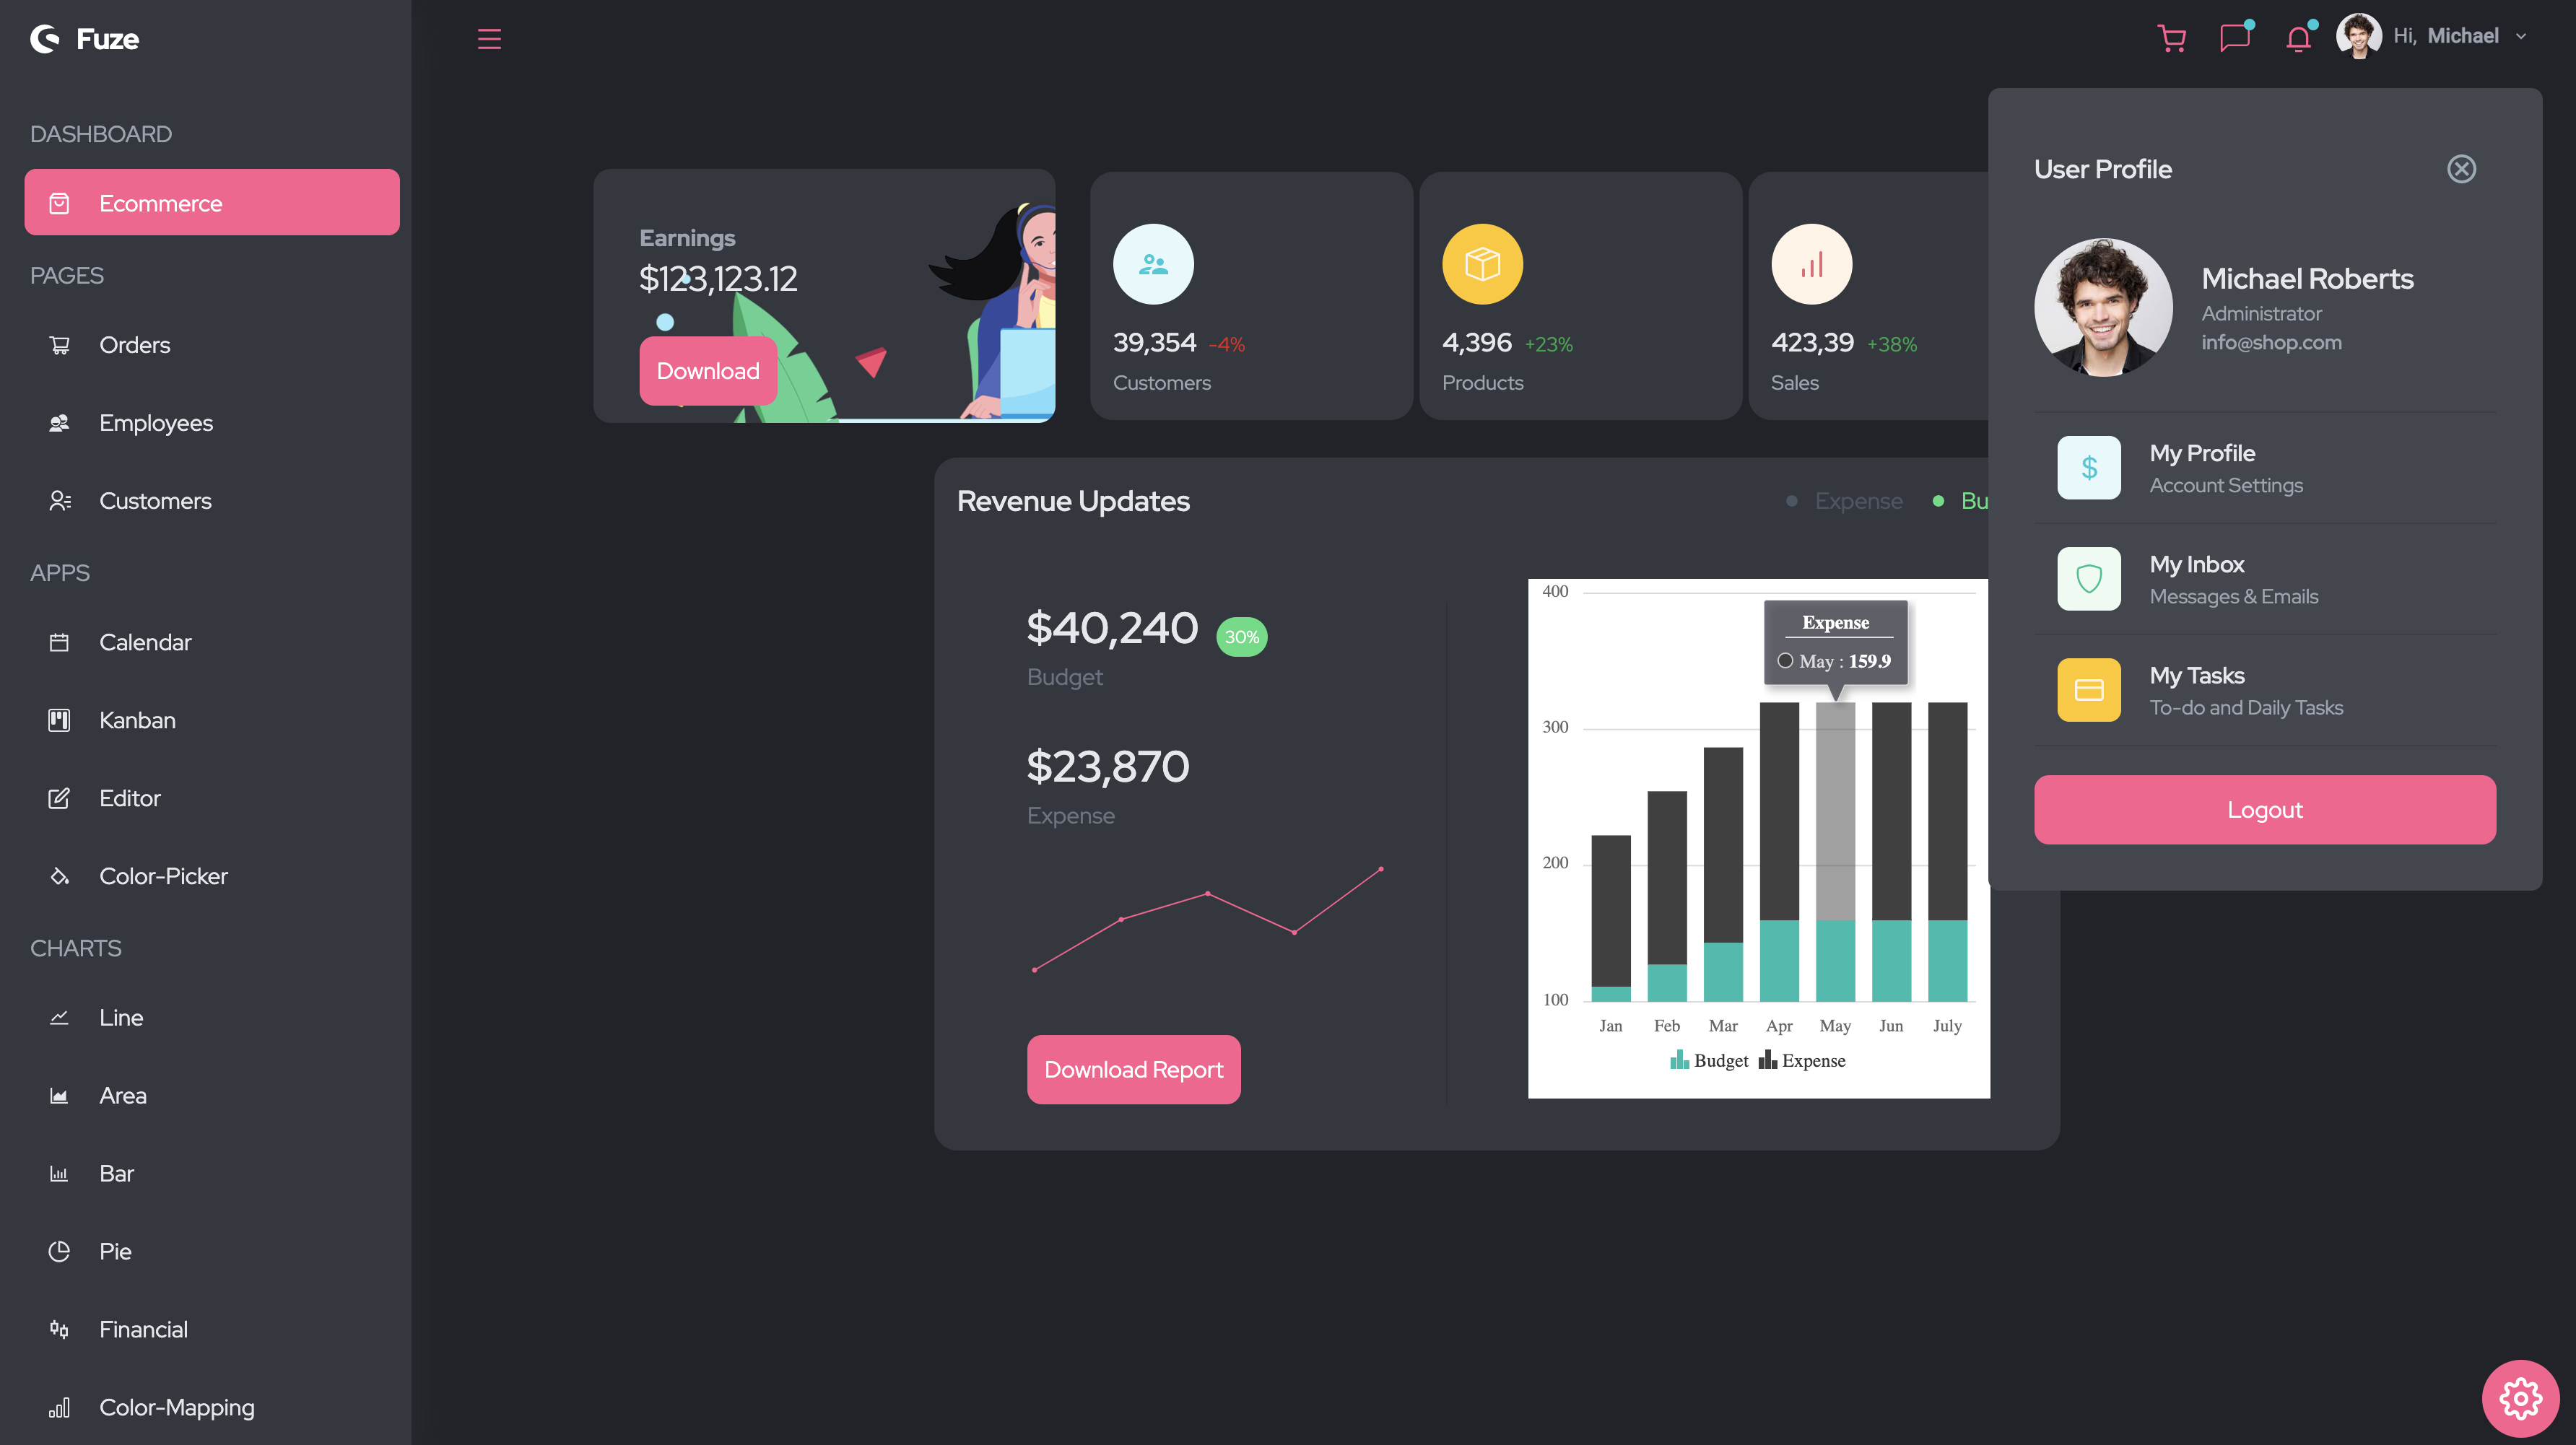 Fuze
Hi, Michael
DASHBOARD
Ecommerce
PAGES
Orders
Employees
Customers
APPS
Calendar
Kanban
Editor
Color-Picker
CHARTS
Line
Area
Bar
Pie
Financial
Color-Mapping
Earnings
$123,123.12
Download
39,354 -4%
Customers
4,396 +23%
Products
423,39 +38%
Sales
Revenue Updates
Expense
Bu
$40,240 30%
Budget
$23,870
Expense
Download Report
400
300
200
100
Expense
May : 159.9
Jan Feb Mar Apr May Jun July
Budget Expense
User Profile
Michael Roberts
Administrator
info@shop.com
My Profile
Account Settings
My Inbox
Messages & Emails
My Tasks
To-do and Daily Tasks
Logout